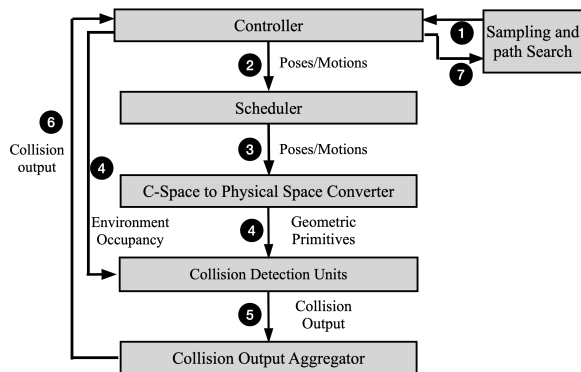 Controller
1
Sampling and
path Search
7
2
Poses/Motions
Scheduler
6
Collision
output
3
Poses/Motions
4
C-Space to Physical Space Converter
Environment
Occupancy
4
Geometric
Primitives
Collision Detection Units
5
Collision
Output
Collision Output Aggregator